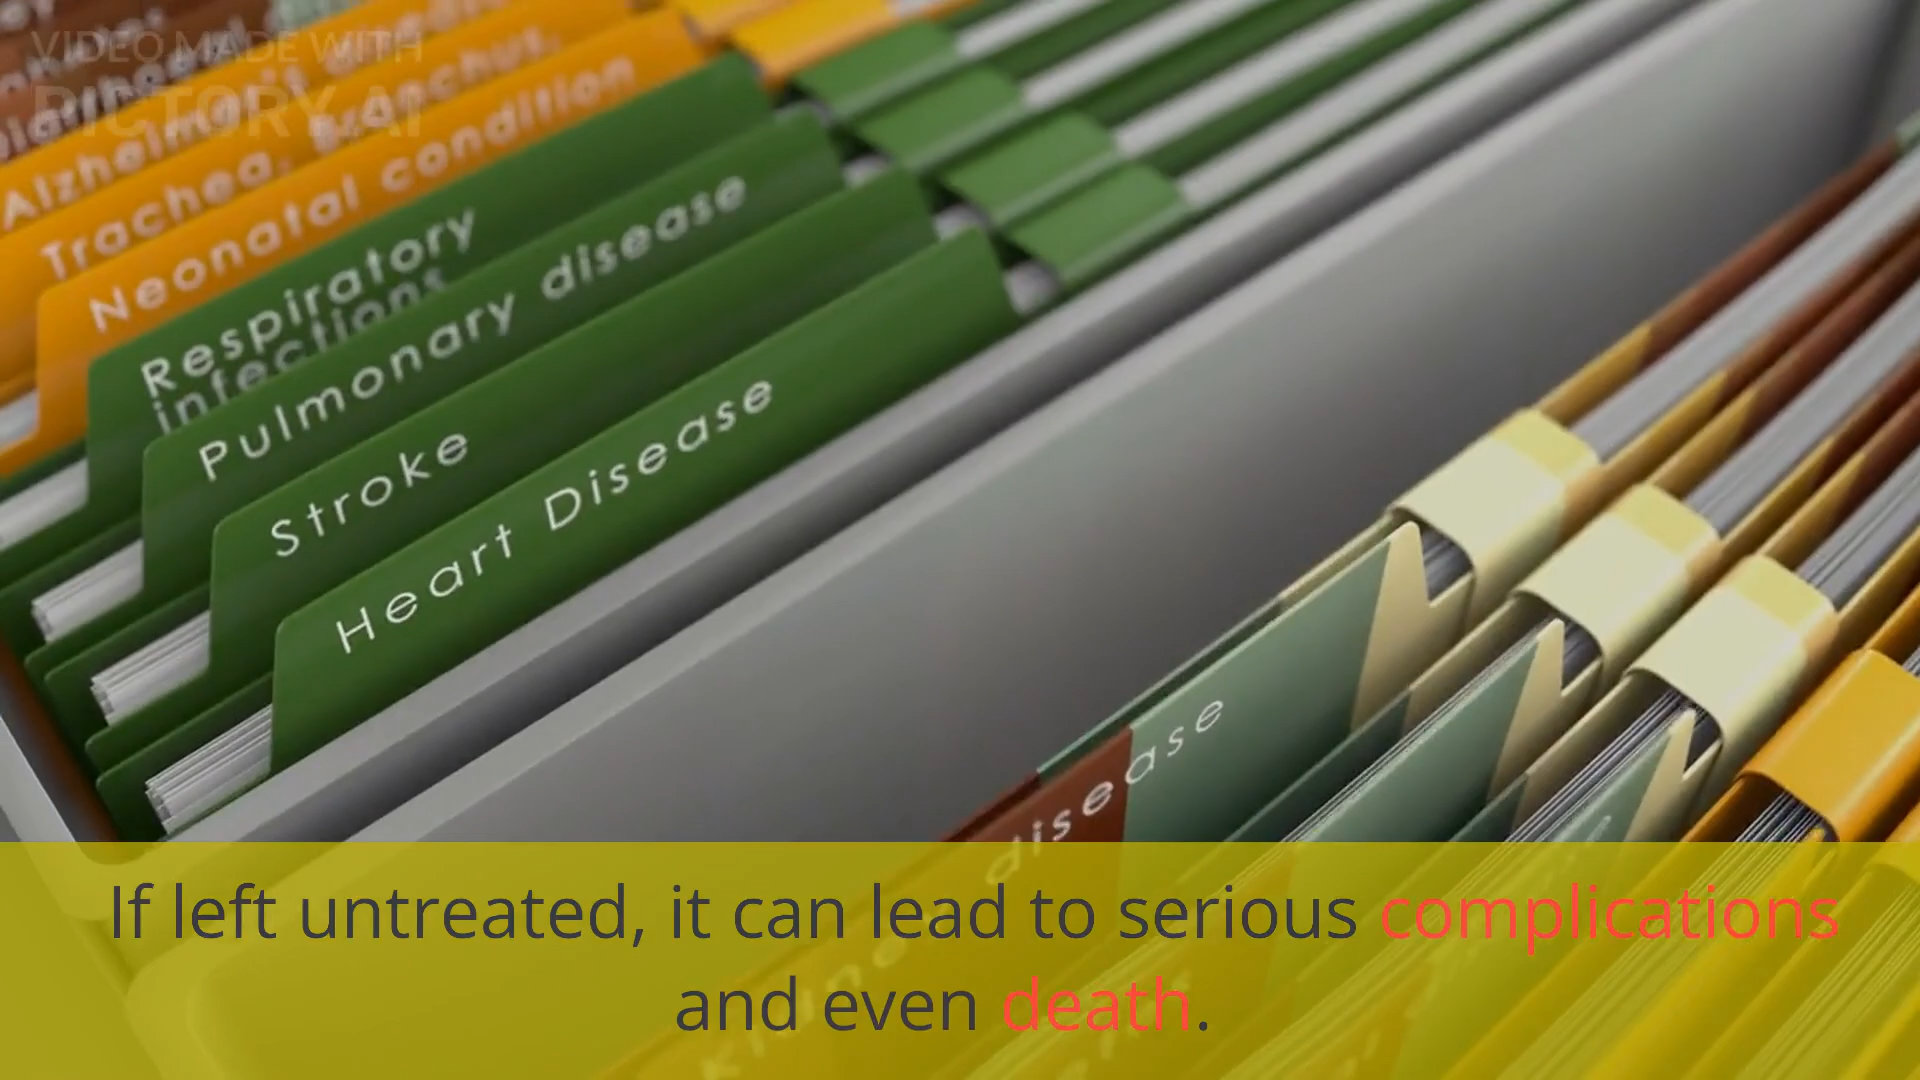 VIDEO MADE WITH
PICTORY.AI
Alzheimer's
Trachea, bronchus,
Neonatal condition
Respiratory
infections
Pulmonary disease
Stroke
Heart Disease
disease
If left untreated, it can lead to serious complications
and even death.